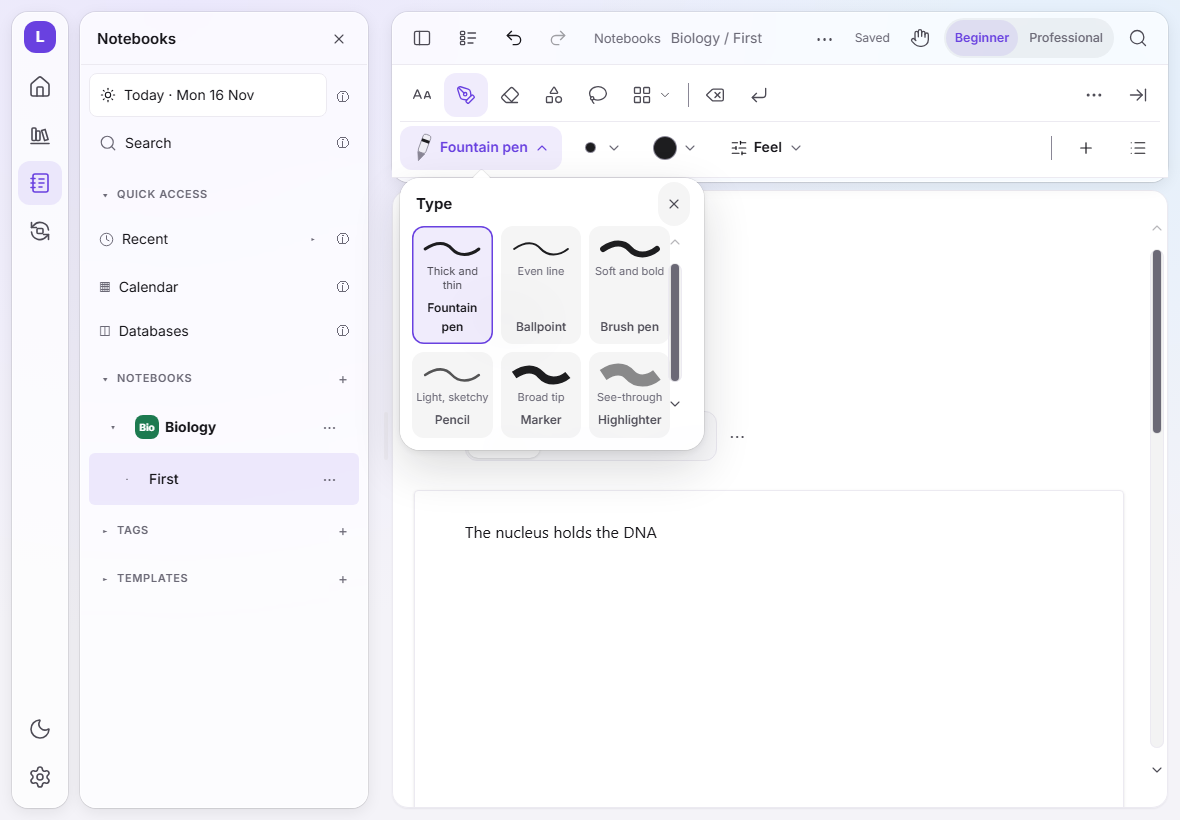 L
Notebooks
Today · Mon 16 Nov
Search
QUICK ACCESS
Recent
Calendar
Databases
NOTEBOOKS
Bio Biology
First
TAGS
TEMPLATES
Notebooks Biology / First
Saved
Beginner Professional
AA
Fountain pen
Feel
Type
Thick and thin
Fountain pen
Even line
Ballpoint
Soft and bold
Brush pen
Light, sketchy
Pencil
Broad tip
Marker
See-through
Highlighter
The nucleus holds the DNA